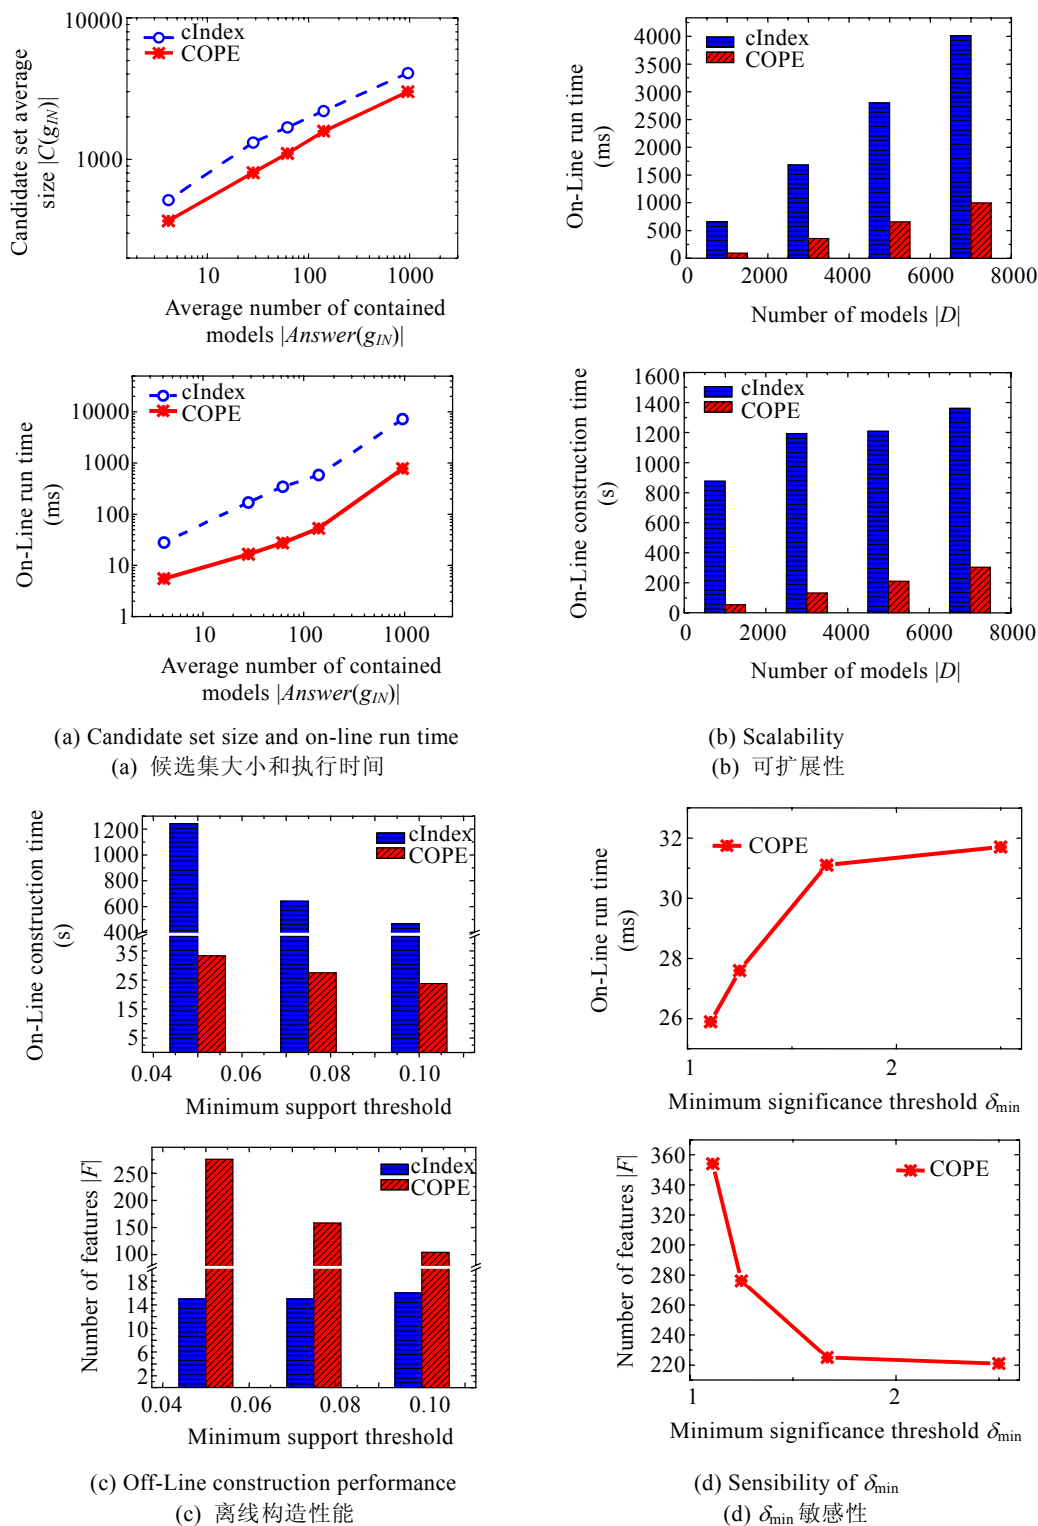 10000
1000
Candidate set average
size |C(g_IN)|
cIndex
COPE
10 100 1000
Average number of contained
models |Answer(g_IN)|
4000
3500
3000
2500
2000
1500
1000
500
0
On-Line run time
(ms)
cIndex
COPE
0 2000 4000 6000 8000
Number of models |D|
10000
1000
100
10
1
On-Line run time
(ms)
cIndex
COPE
10 100 1000
Average number of contained
models |Answer(g_IN)|
1600
1400
1200
1000
800
600
400
200
0
On-Line construction time
(s)
cIndex
COPE
0 2000 4000 6000 8000
Number of models |D|
(a) Candidate set size and on-line run time
(a) 候选集大小和执行时间
(b) Scalability
(b) 可扩展性
1200
1000
800
600
400
35
25
15
5
On-Line construction time
(s)
cIndex
COPE
0.04 0.06 0.08 0.10
Minimum support threshold
32
30
28
26
On-Line run time
(ms)
COPE
1 2
Minimum significance threshold δmin
250
200
150
100
18
14
10
6
2
Number of features |F|
cIndex
COPE
0.04 0.06 0.08 0.10
Minimum support threshold
360
340
320
300
280
260
240
220
Number of features |F|
COPE
1 2
Minimum significance threshold δmin
(c) Off-Line construction performance
(c) 离线构造性能
(d) Sensibility of δmin
(d) δmin 敏感性